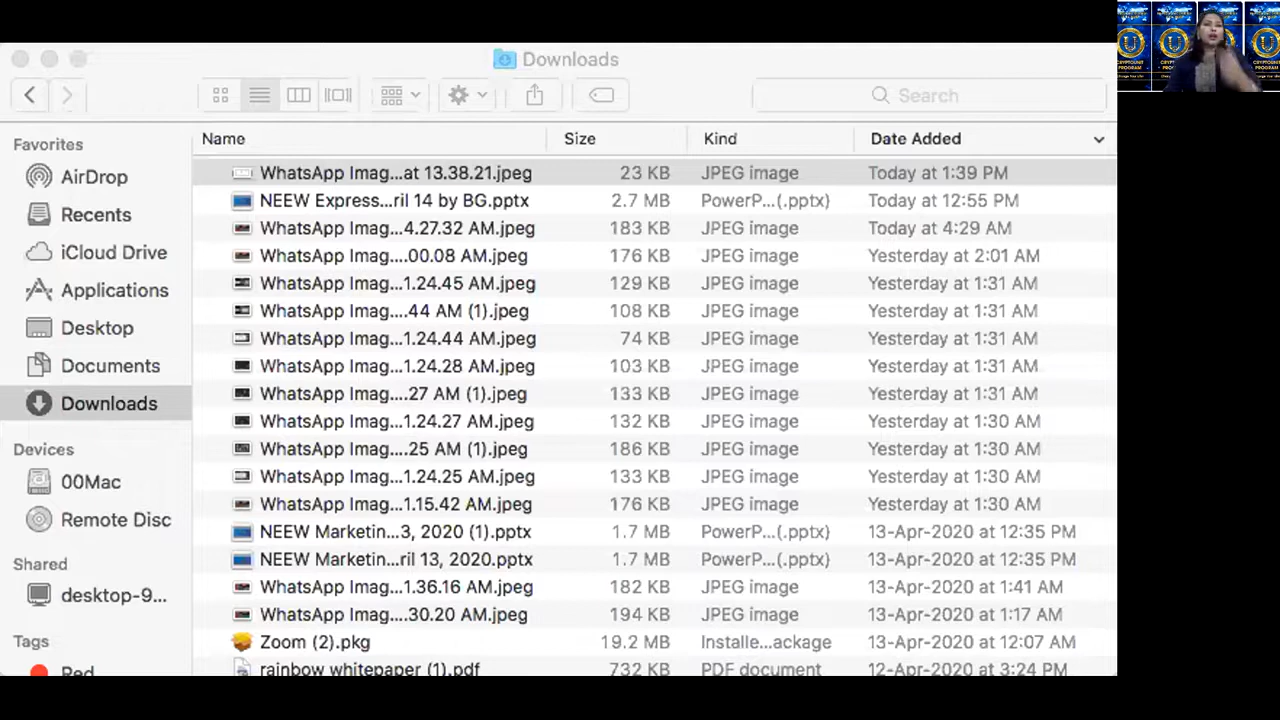 Downloads
Search
Name Size Kind Date Added
Favorites
AirDrop
Recents
iCloud Drive
Applications
Desktop
Documents
Downloads
Devices
00Mac
Remote Disc
Shared
desktop-9...
Tags
Red
WhatsApp Imag...at 13.38.21.jpeg 23 KB JPEG image Today at 1:39 PM
NEEW Express...ril 14 by BG.pptx 2.7 MB PowerP...(.pptx) Today at 12:55 PM
WhatsApp Imag....4.27.32 AM.jpeg 183 KB JPEG image Today at 4:29 AM
WhatsApp Imag....00.08 AM.jpeg 176 KB JPEG image Yesterday at 2:01 AM
WhatsApp Imag...1.24.45 AM.jpeg 129 KB JPEG image Yesterday at 1:31 AM
WhatsApp Imag....44 AM (1).jpeg 108 KB JPEG image Yesterday at 1:31 AM
WhatsApp Imag...1.24.44 AM.jpeg 74 KB JPEG image Yesterday at 1:31 AM
WhatsApp Imag...1.24.28 AM.jpeg 103 KB JPEG image Yesterday at 1:31 AM
WhatsApp Imag....27 AM (1).jpeg 133 KB JPEG image Yesterday at 1:31 AM
WhatsApp Imag...1.24.27 AM.jpeg 132 KB JPEG image Yesterday at 1:30 AM
WhatsApp Imag....25 AM (1).jpeg 186 KB JPEG image Yesterday at 1:30 AM
WhatsApp Imag...1.24.25 AM.jpeg 133 KB JPEG image Yesterday at 1:30 AM
WhatsApp Imag...1.15.42 AM.jpeg 176 KB JPEG image Yesterday at 1:30 AM
NEEW Marketin...3, 2020 (1).pptx 1.7 MB PowerP...(.pptx) 13-Apr-2020 at 12:35 PM
NEEW Marketin...ril 13, 2020.pptx 1.7 MB PowerP...(.pptx) 13-Apr-2020 at 12:35 PM
WhatsApp Imag...1.36.16 AM.jpeg 182 KB JPEG image 13-Apr-2020 at 1:41 AM
WhatsApp Imag....30.20 AM.jpeg 194 KB JPEG image 13-Apr-2020 at 1:17 AM
Zoom (2).pkg 19.2 MB Installe...ackage 13-Apr-2020 at 12:07 AM
rainbow whitepaper (1).pdf 732 KB PDF document 12-Apr-2020 at 3:24 PM
CRYPTOUNIT
PROGRAM